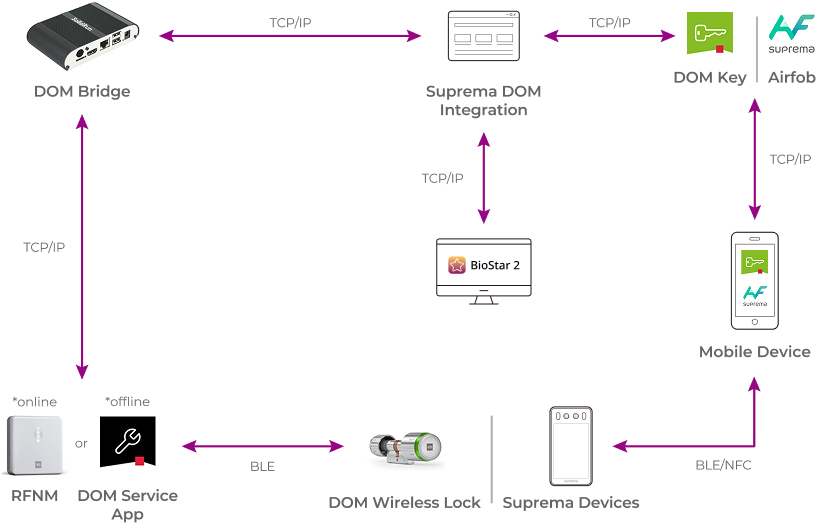 TCP/IP
TCP/IP
suprema
DOM Bridge
Suprema DOM
Integration
DOM Key
Airfob
TCP/IP
TCP/IP
TCP/IP
BioStar 2
suprema
Mobile Device
*online
*offline
or
BLE
BLE/NFC
RFNM
DOM Service
App
DOM Wireless Lock
Suprema Devices